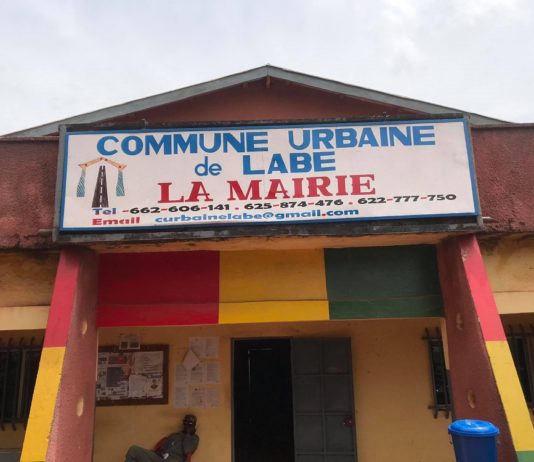 COMMUNE URBAINE
de LABE
LA MAIRIE
Tel -662-606-141 . 625-874-476 . 622-777-750
Email curbainelabe@gmail.com